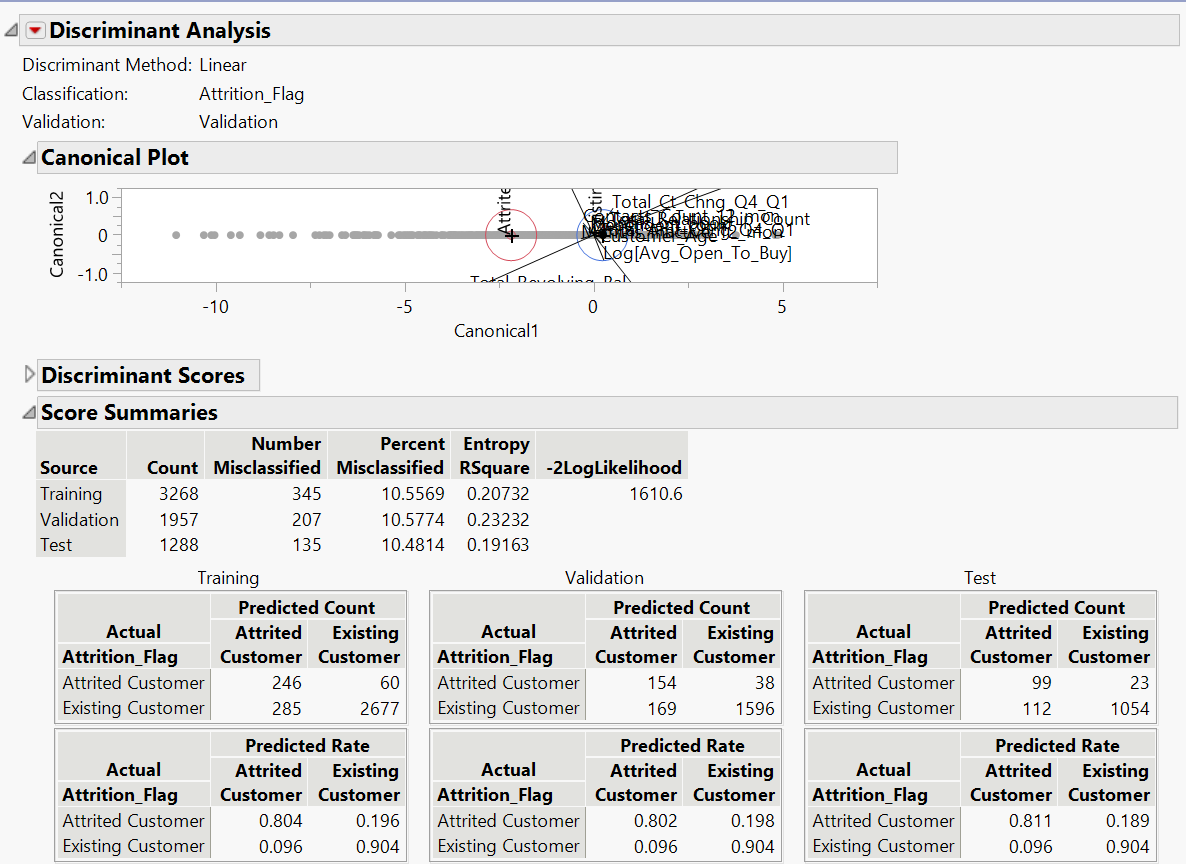 Discriminant Analysis
Discriminant Method: Linear
Classification: Attrition_Flag
Validation: Validation
Canonical Plot
Canonical2
1.0
0
-1.0
Attrite
stin
Total_Ct_Chng_Q4_Q1
Total_Relationship_Count
Customer_Age
Log[Avg_Open_To_Buy]
Total_Revolving_Bal
-10 -5 0 5
Canonical1
Discriminant Scores
Score Summaries
Number Percent Entropy
Source Count Misclassified Misclassified RSquare -2LogLikelihood
Training 3268 345 10.5569 0.20732 1610.6
Validation 1957 207 10.5774 0.23232
Test 1288 135 10.4814 0.19163
Training Validation Test
Predicted Count Predicted Count Predicted Count
Actual Attrited Existing Actual Attrited Existing Actual Attrited Existing
Attrition_Flag Customer Customer Attrition_Flag Customer Customer Attrition_Flag Customer Customer
Attrited Customer 246 60 Attrited Customer 154 38 Attrited Customer 99 23
Existing Customer 285 2677 Existing Customer 169 1596 Existing Customer 112 1054
Predicted Rate Predicted Rate Predicted Rate
Actual Attrited Existing Actual Attrited Existing Actual Attrited Existing
Attrition_Flag Customer Customer Attrition_Flag Customer Customer Attrition_Flag Customer Customer
Attrited Customer 0.804 0.196 Attrited Customer 0.802 0.198 Attrited Customer 0.811 0.189
Existing Customer 0.096 0.904 Existing Customer 0.096 0.904 Existing Customer 0.096 0.904